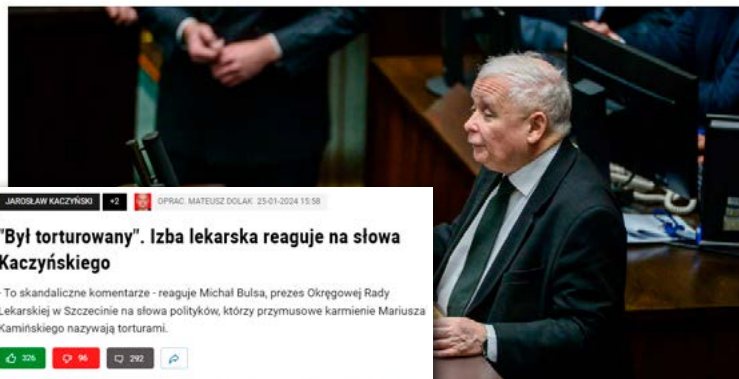 JAROSŁAW KACZYŃSKI +2 OPRAC. MATEUSZ DOLAK 25-01-2024 15:58
"Był torturowany". Izba lekarska reaguje na słowa
Kaczyńskiego
- To skandaliczne komentarze - reaguje Michał Bulsa, prezes Okręgowej Rady
Lekarskiej w Szczecinie na słowa polityków, którzy przymusowe karmienie Mariusza
Kamińskiego nazywają torturami.
326 96 292